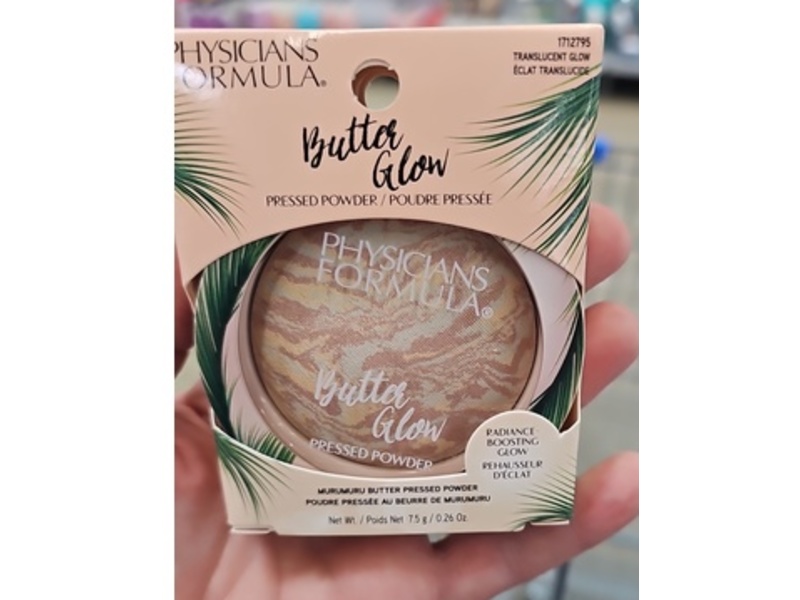 PHYSICIANS
FORMULA®
1712795
TRANSLUCENT GLOW
ÉCLAT TRANSLUCIDE
Butter
Glow
PRESSED POWDER / POUDRE PRESSÉE
PHYSICIANS
FORMULA®
Butter
Glow
PRESSED POWDER
RADIANCE-
BOOSTING
GLOW
REHAUSSEUR
D'ÉCLAT
MURUMURU BUTTER PRESSED POWDER
POUDRE PRESSÉE AU BEURRE DE MURUMURU
Net Wt. / Poids Net 7.5 g / 0.26 Oz.